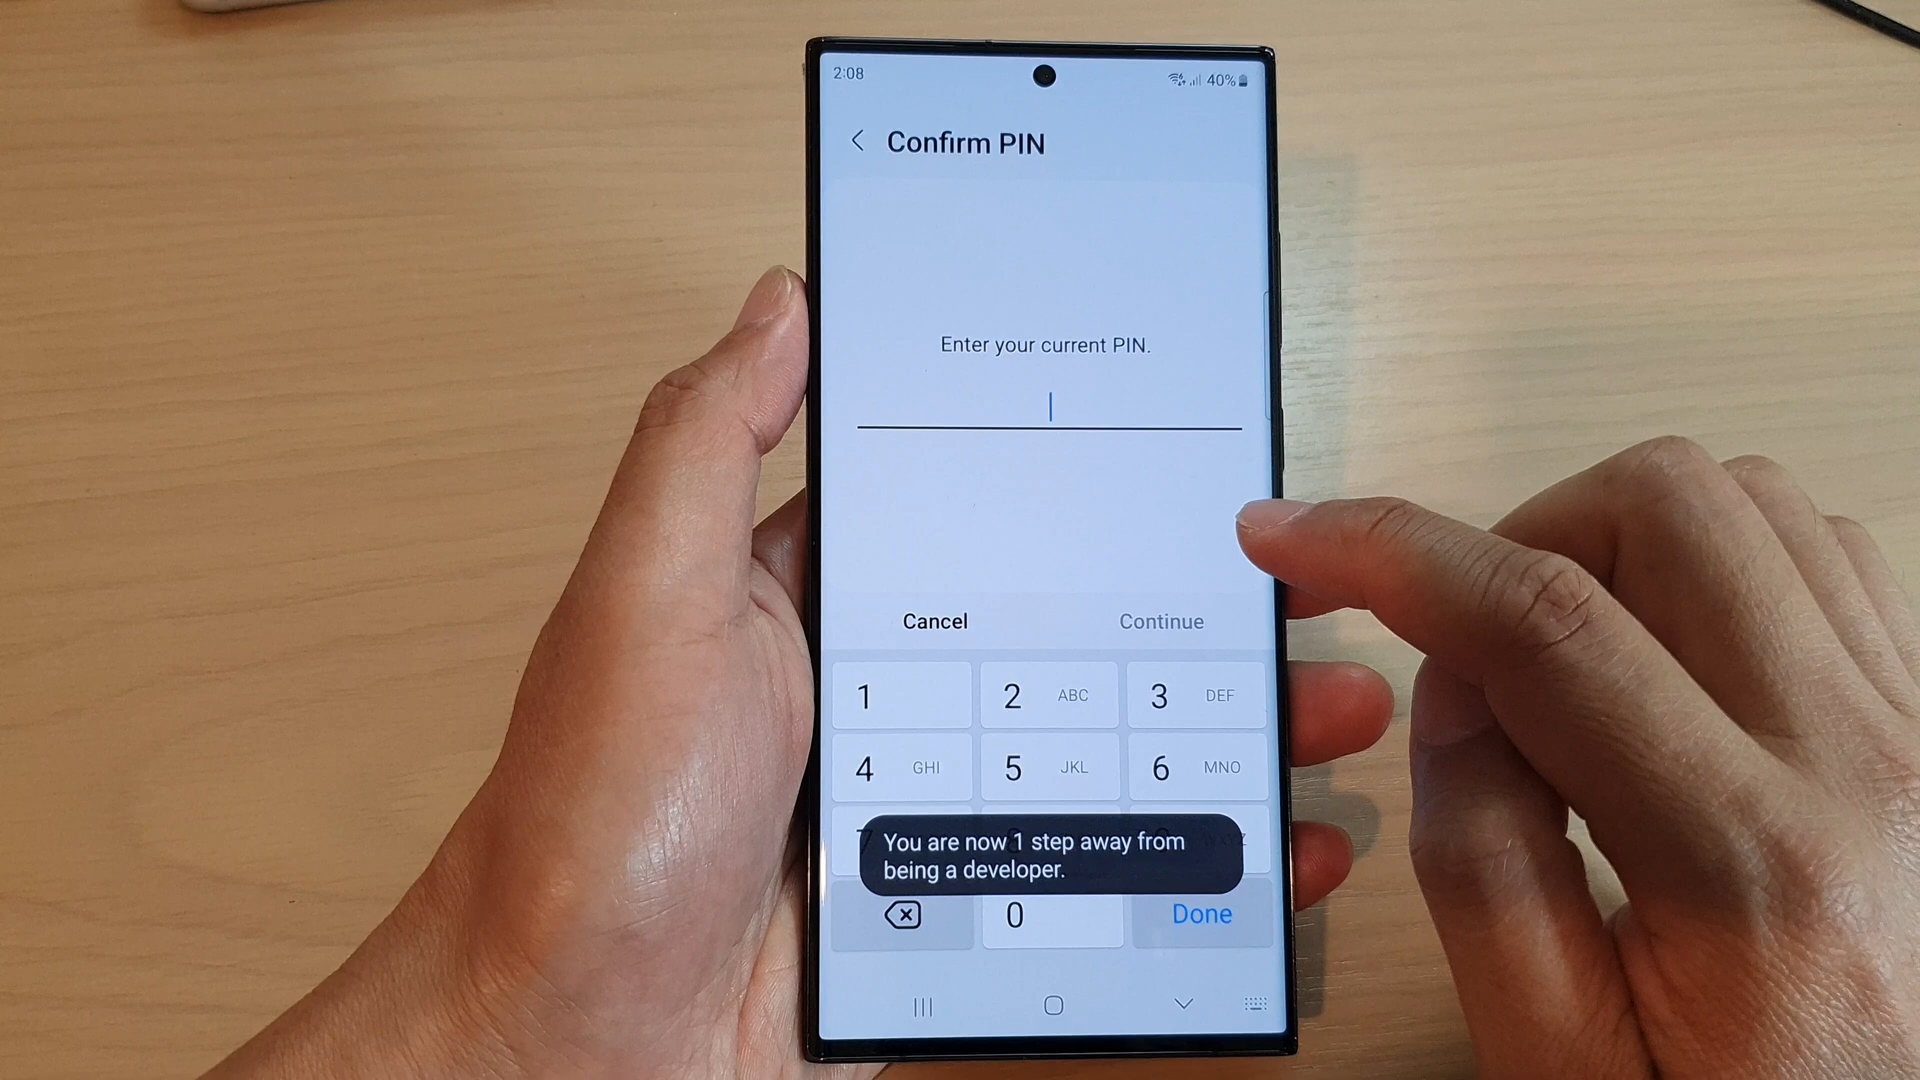 2:08
40%
Confirm PIN
Enter your current PIN.
Cancel
Continue
1
2 ABC
3 DEF
4 GHI
5 JKL
6 MNO
You are now 1 step away from
being a developer.
0
Done